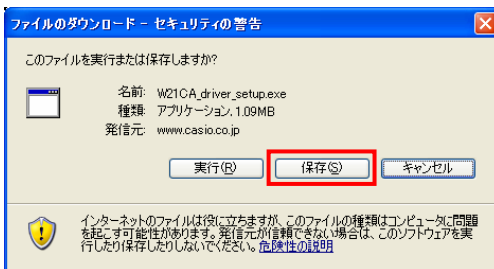 ファイルのダウンロード － セキュリティの警告
このファイルを実行または保存しますか?
名前: W21CA_driver_setup.exe
種類: アプリケーション, 1.09MB
発信元: www.casio.co.jp
実行(R) 保存(S) キャンセル
インターネットのファイルは役に立ちますが、このファイルの種類はコンピュータに問題
を起こす可能性があります。発信元が信頼できない場合は、このソフトウェアを実
行したり保存したりしないでください。危険性の説明